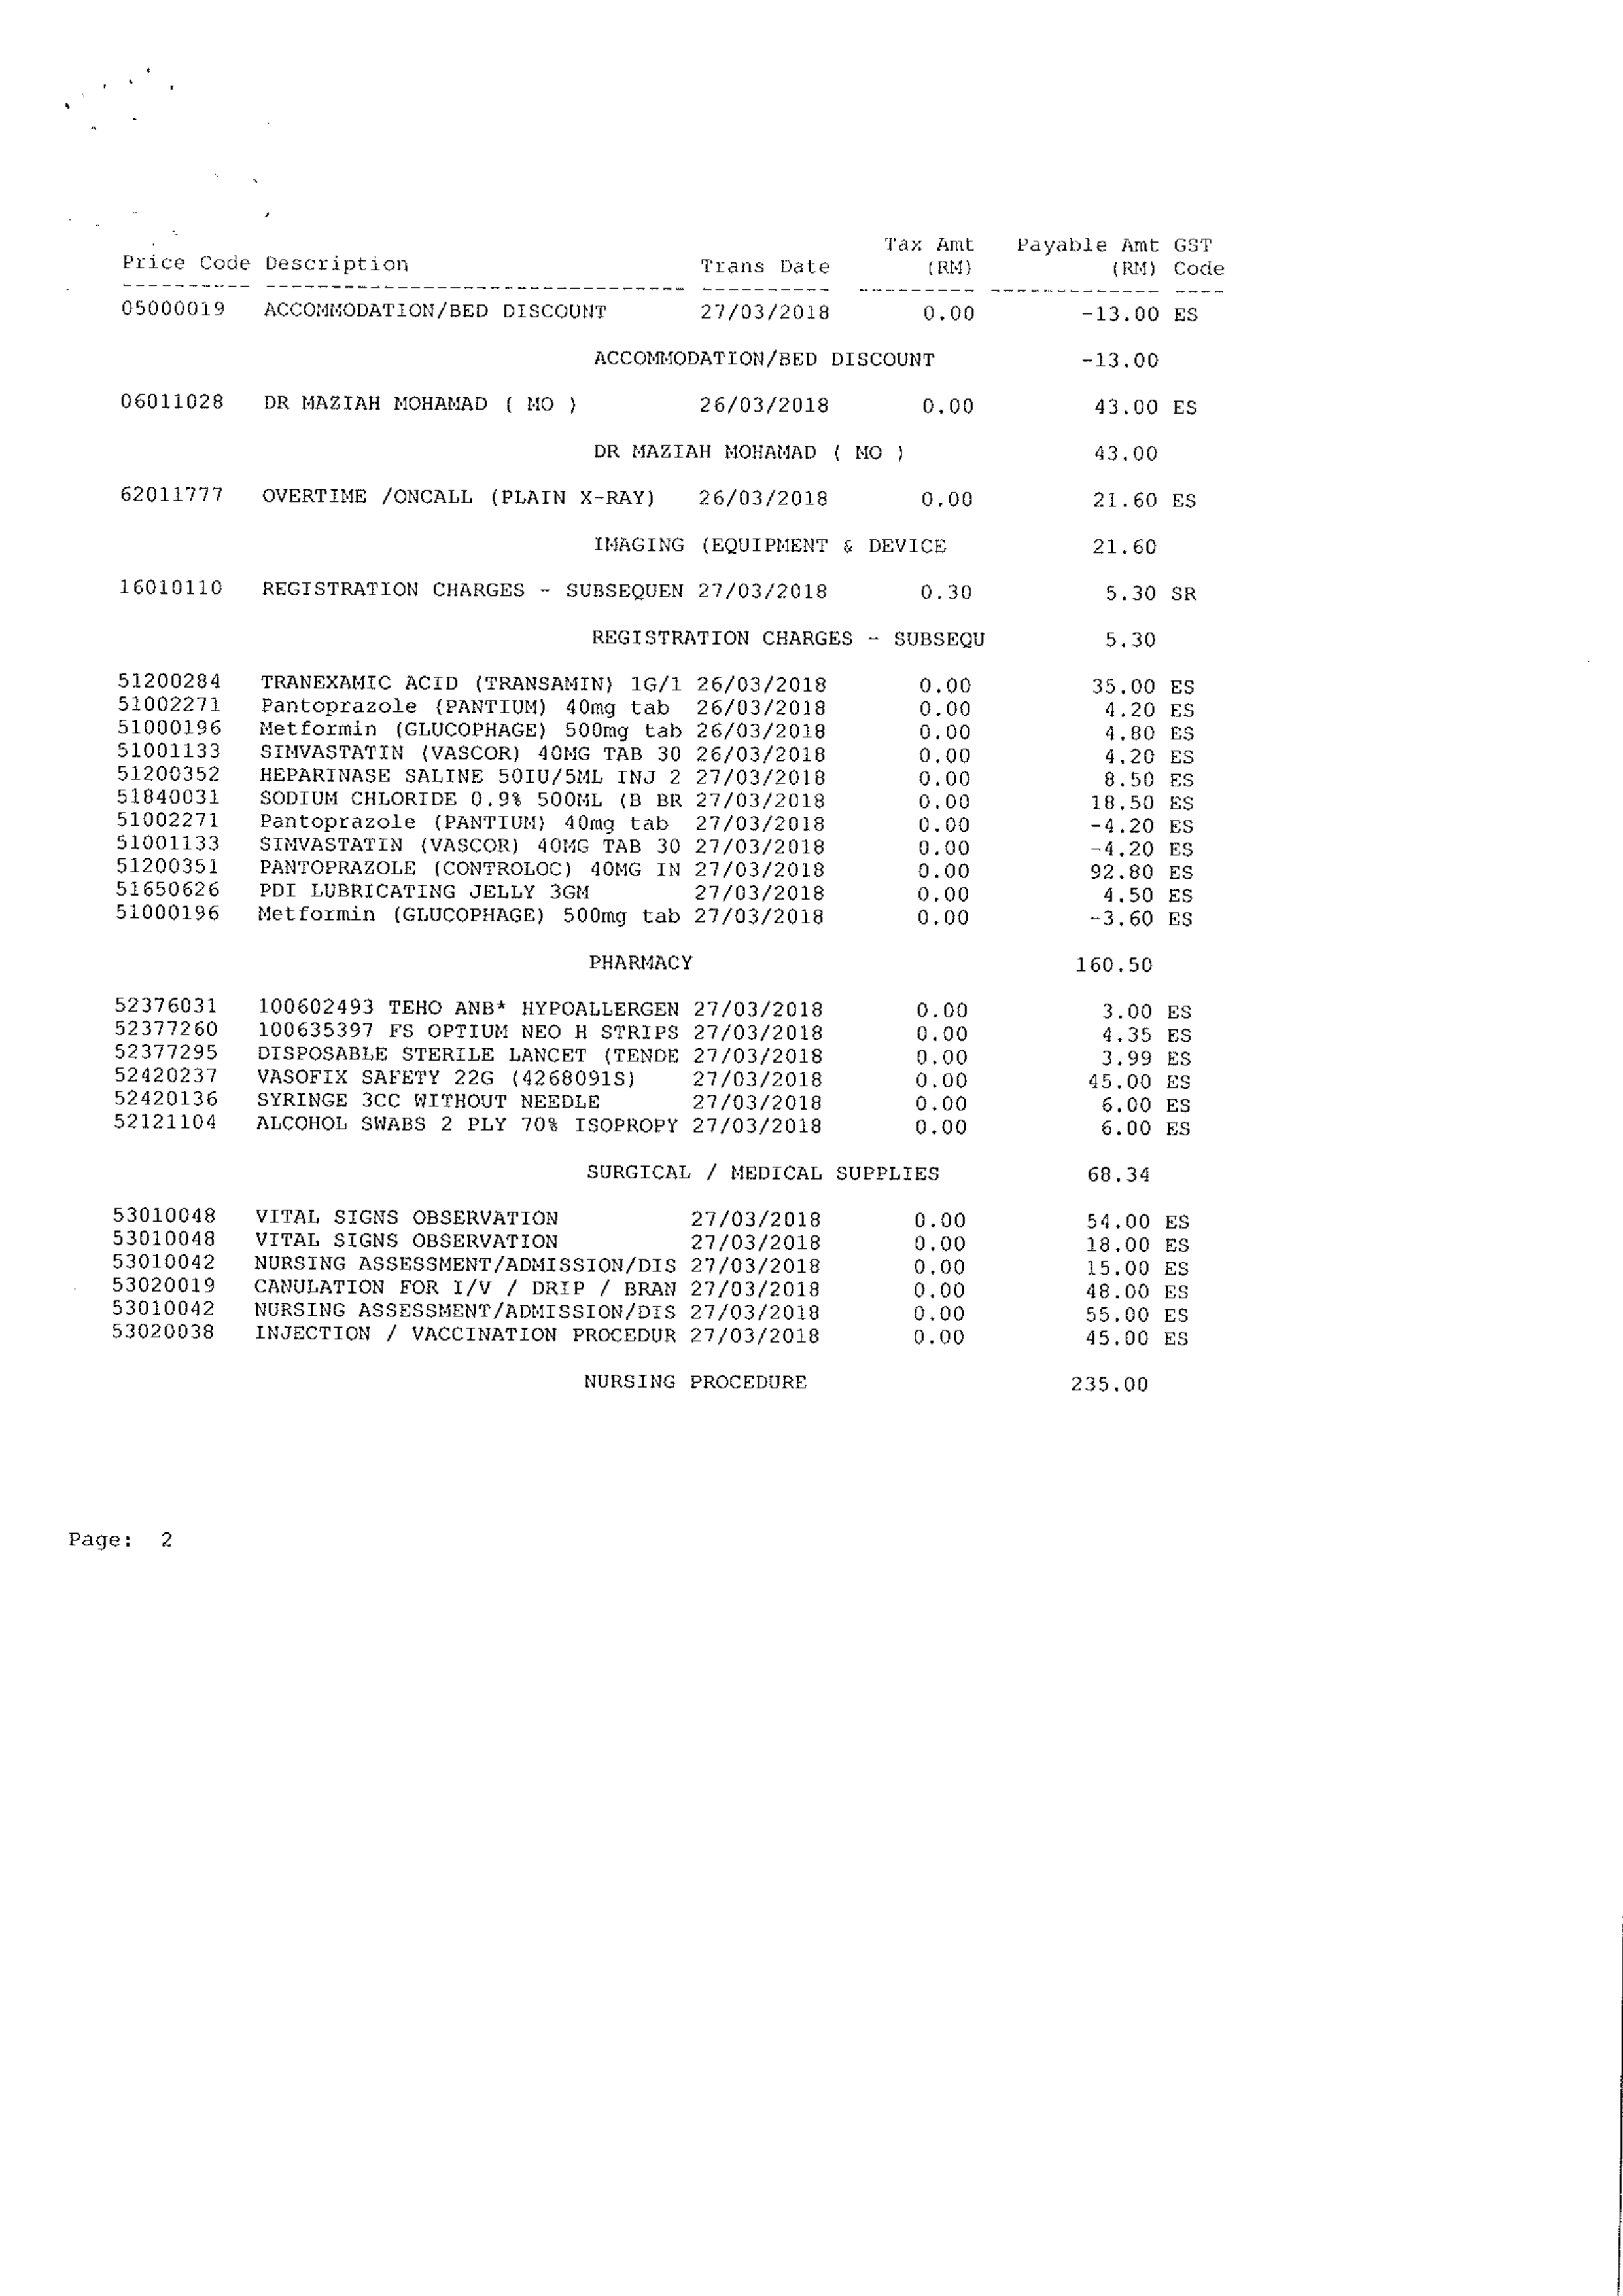 Tax Amt Payable Amt GST
Price Code Description Trans Date (RM) (RM) Code
05000019 ACCOMMODATION/BED DISCOUNT 27/03/2018 0.00 -13.00 ES
ACCOMMODATION/BED DISCOUNT -13.00
06011028 DR MAZIAH MOHAMAD ( MO ) 26/03/2018 0.00 43.00 ES
DR MAZIAH MOHAMAD ( MO ) 43.00
62011777 OVERTIME /ONCALL (PLAIN X-RAY) 26/03/2018 0.00 21.60 ES
IMAGING (EQUIPMENT & DEVICE 21.60
16010110 REGISTRATION CHARGES - SUBSEQUEN 27/03/2018 0.30 5.30 SR
REGISTRATION CHARGES - SUBSEQU 5.30
51200284 TRANEXAMIC ACID (TRANSAMIN) 1G/1 26/03/2018 0.00 35.00 ES
51002271 Pantoprazole (PANTIUM) 40mg tab 26/03/2018 0.00 4.20 ES
51000196 Metformin (GLUCOPHAGE) 500mg tab 26/03/2018 0.00 4.80 ES
51001133 SIMVASTATIN (VASCOR) 40MG TAB 30 26/03/2018 0.00 4.20 ES
51200352 HEPARINASE SALINE 50IU/5ML INJ 2 27/03/2018 0.00 8.50 ES
51840031 SODIUM CHLORIDE 0.9% 500ML (B BR 27/03/2018 0.00 18.50 ES
51002271 Pantoprazole (PANTIUM) 40mg tab 27/03/2018 0.00 -4.20 ES
51001133 SIMVASTATIN (VASCOR) 40MG TAB 30 27/03/2018 0.00 -4.20 ES
51200351 PANTOPRAZOLE (CONTROLOC) 40MG IN 27/03/2018 0.00 92.80 ES
51650626 PDI LUBRICATING JELLY 3GM 27/03/2018 0.00 4.50 ES
51000196 Metformin (GLUCOPHAGE) 500mg tab 27/03/2018 0.00 -3.60 ES
PHARMACY 160.50
52376031 100602493 TEHO ANB* HYPOALLERGEN 27/03/2018 0.00 3.00 ES
52377260 100635397 FS OPTIUM NEO H STRIPS 27/03/2018 0.00 4.35 ES
52377295 DISPOSABLE STERILE LANCET (TENDE 27/03/2018 0.00 3.99 ES
52420237 VASOFIX SAFETY 22G (4268091S) 27/03/2018 0.00 45.00 ES
52420136 SYRINGE 3CC WITHOUT NEEDLE 27/03/2018 0.00 6.00 ES
52121104 ALCOHOL SWABS 2 PLY 70% ISOPROPY 27/03/2018 0.00 6.00 ES
SURGICAL / MEDICAL SUPPLIES 68.34
53010048 VITAL SIGNS OBSERVATION 27/03/2018 0.00 54.00 ES
53010048 VITAL SIGNS OBSERVATION 27/03/2018 0.00 18.00 ES
53010042 NURSING ASSESSMENT/ADMISSION/DIS 27/03/2018 0.00 15.00 ES
53020019 CANULATION FOR I/V / DRIP / BRAN 27/03/2018 0.00 48.00 ES
53010042 NURSING ASSESSMENT/ADMISSION/DIS 27/03/2018 0.00 55.00 ES
53020038 INJECTION / VACCINATION PROCEDUR 27/03/2018 0.00 45.00 ES
NURSING PROCEDURE 235.00
Page: 2